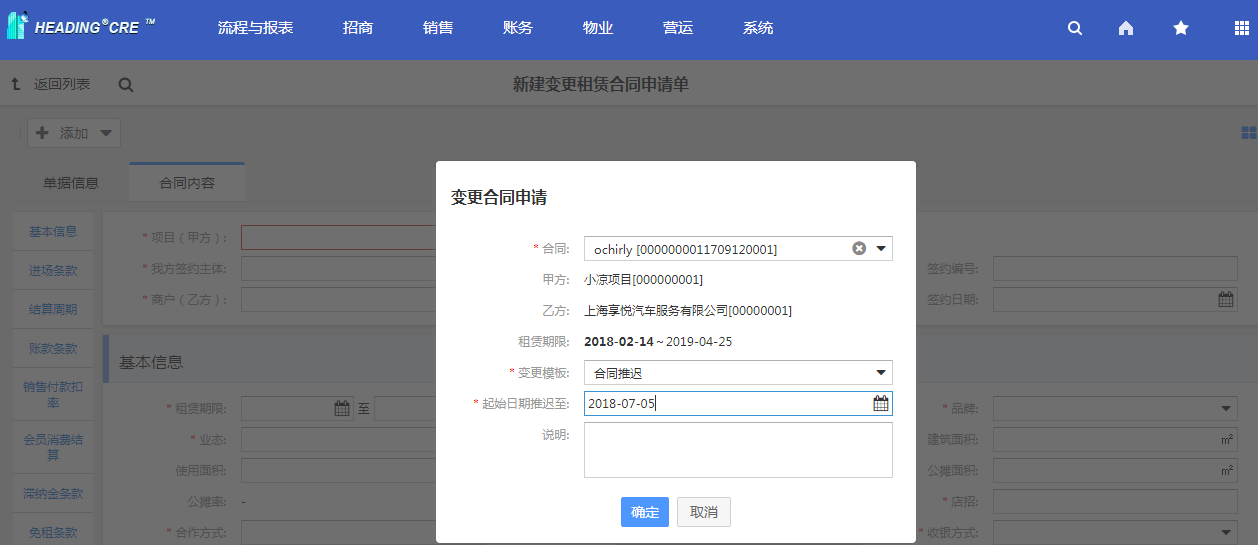 HEADING®CRE ™ 流程与报表 招商 销售 账务 物业 营运 系统
返回列表 新建变更租赁合同申请单
添加
单据信息 合同内容
变更合同申请
基本信息 * 项目（甲方）: * 合同: ochirly [0000000011709120001]
进场条款 * 我方签约主体: 甲方: 小凉项目[000000001] 签约编号:
结算周期 * 商户（乙方）: 乙方: 上海享悦汽车服务有限公司[00000001] 签约日期:
账款条款 基本信息 租赁期限: 2018-02-14 ~ 2019-04-25
销售付款扣
率
* 变更模板: 合同推迟
* 租赁期限: 至 * 起始日期推迟至: 2018-07-05 * 品牌:
会员消费结
算
* 业态: 说明: 建筑面积: m²
使用面积: 公摊面积: m²
滞纳金条款 公摊率: - * 店招:
确定 取消
免租条款 * 合作方式: * 收银方式: